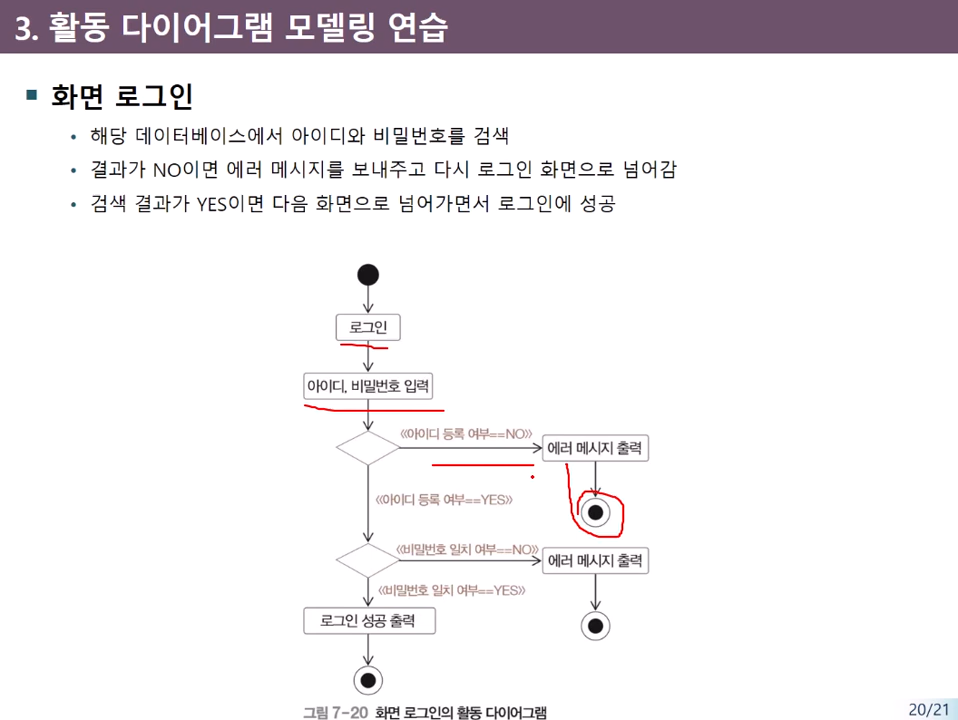 3. 활동 다이어그램 모델링 연습
화면 로그인
해당 데이터베이스에서 아이디와 비밀번호를 검색
결과가 NO이면 에러 메시지를 보내주고 다시 로그인 화면으로 넘어감
검색 결과가 YES이면 다음 화면으로 넘어가면서 로그인에 성공
로그인
아이디, 비밀번호 입력
《아이디 등록 여부==NO》
에러 메시지 출력
《아이디 등록 여부==YES》
《비밀번호 일치 여부==NO》
에러 메시지 출력
《비밀번호 일치 여부==YES》
로그인 성공 출력
그림 7-20 화면 로그인의 활동 다이어그램
20/21